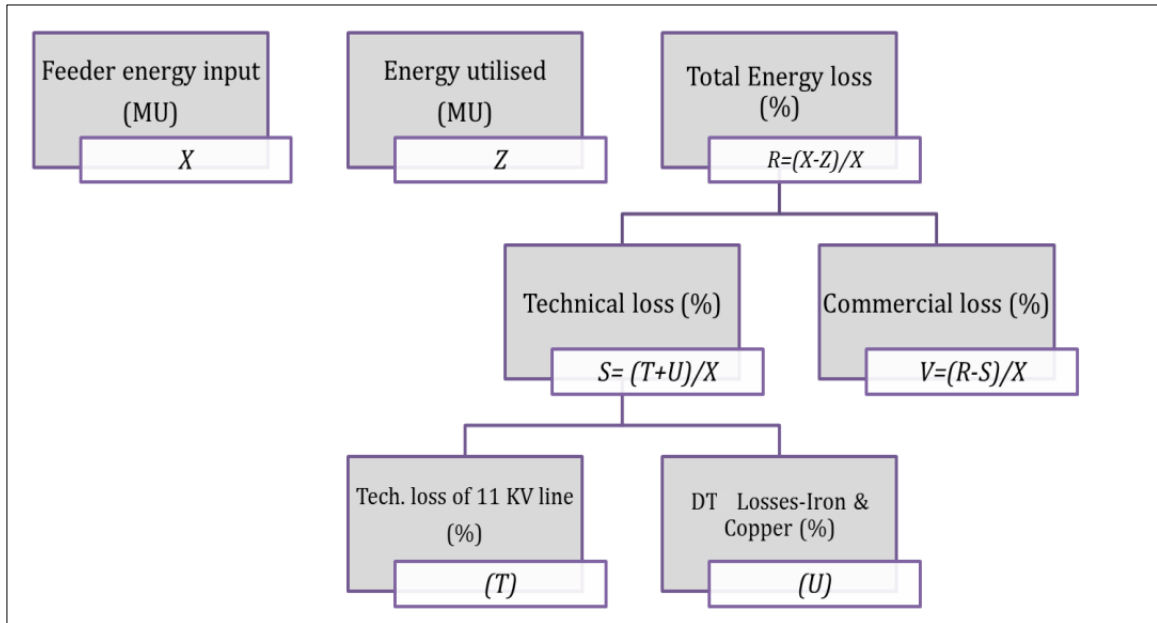 Feeder energy input
(MU)
X
Energy utilised
(MU)
Z
Total Energy loss
(%)
R=(X-Z)/X
Technical loss (%)
S= (T+U)/X
Commercial loss (%)
V=(R-S)/X
Tech. loss of 11 KV line
(%)
(T)
DT Losses-Iron &
Copper (%)
(U)